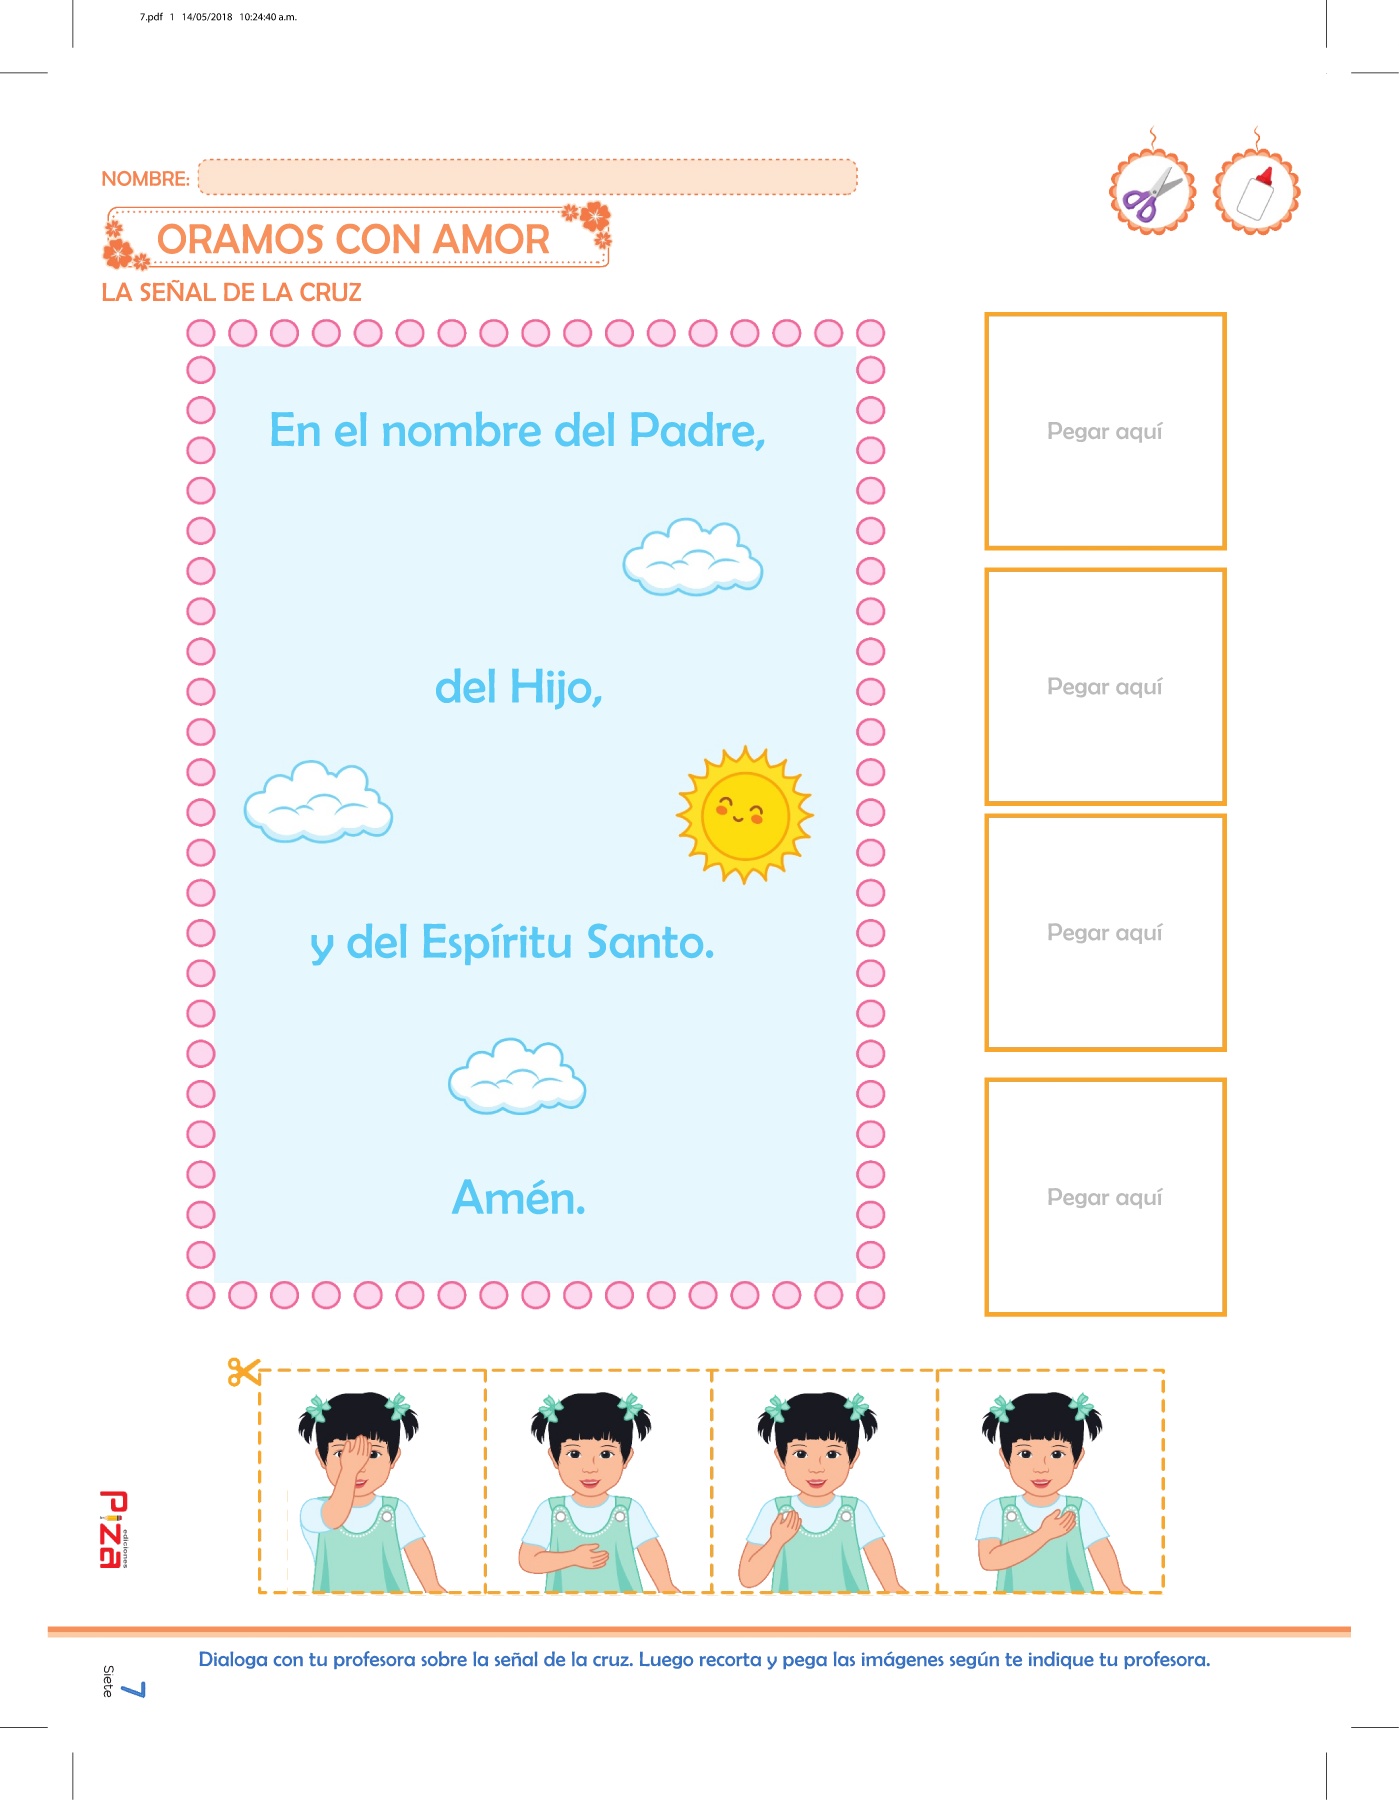 7.pdf 1 14/05/2018 10:24:40 a.m.
NOMBRE:
ORAMOS CON AMOR
LA SEÑAL DE LA CRUZ
En el nombre del Padre,
Pegar aquí
del Hijo,
Pegar aquí
y del Espíritu Santo.
Pegar aquí
Amén.
Pegar aquí
Piza
ediciones
Dialoga con tu profesora sobre la señal de la cruz. Luego recorta y pega las imágenes según te indique tu profesora.
7
Siete